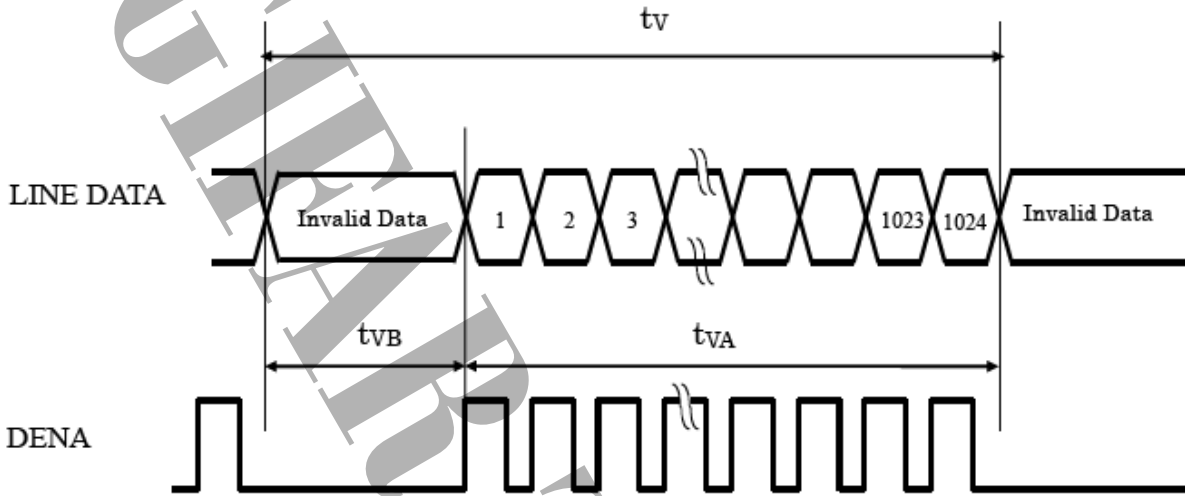 tV
LINE DATA
Invalid Data
1
2
3
1023
1024
Invalid Data
tVB
tVA
DENA